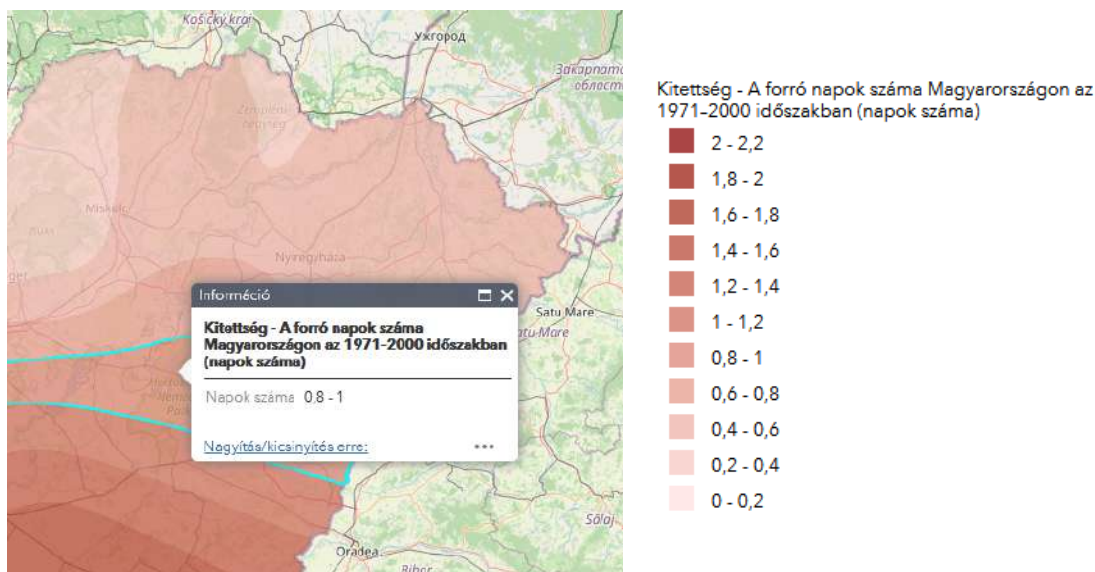 Košický kraj
Ужгород
Закарпатс
област
Zempléni-
hegység
Miskolc
Bükk
Nyíregyháza
Satu Mare
Satu-Mare
Információ
Kitettség - A forró napok száma
Magyarországon az 1971-2000 időszakban
(napok száma)
Napok száma 0,8 - 1
Nagyítás/kicsinyítés erre:
Sălaj
Oradea
Bihor
Kitettség - A forró napok száma Magyarországon az
1971-2000 időszakban (napok száma)
2 - 2,2
1,8 - 2
1,6 - 1,8
1,4 - 1,6
1,2 - 1,4
1 - 1,2
0,8 - 1
0,6 - 0,8
0,4 - 0,6
0,2 - 0,4
0 - 0,2